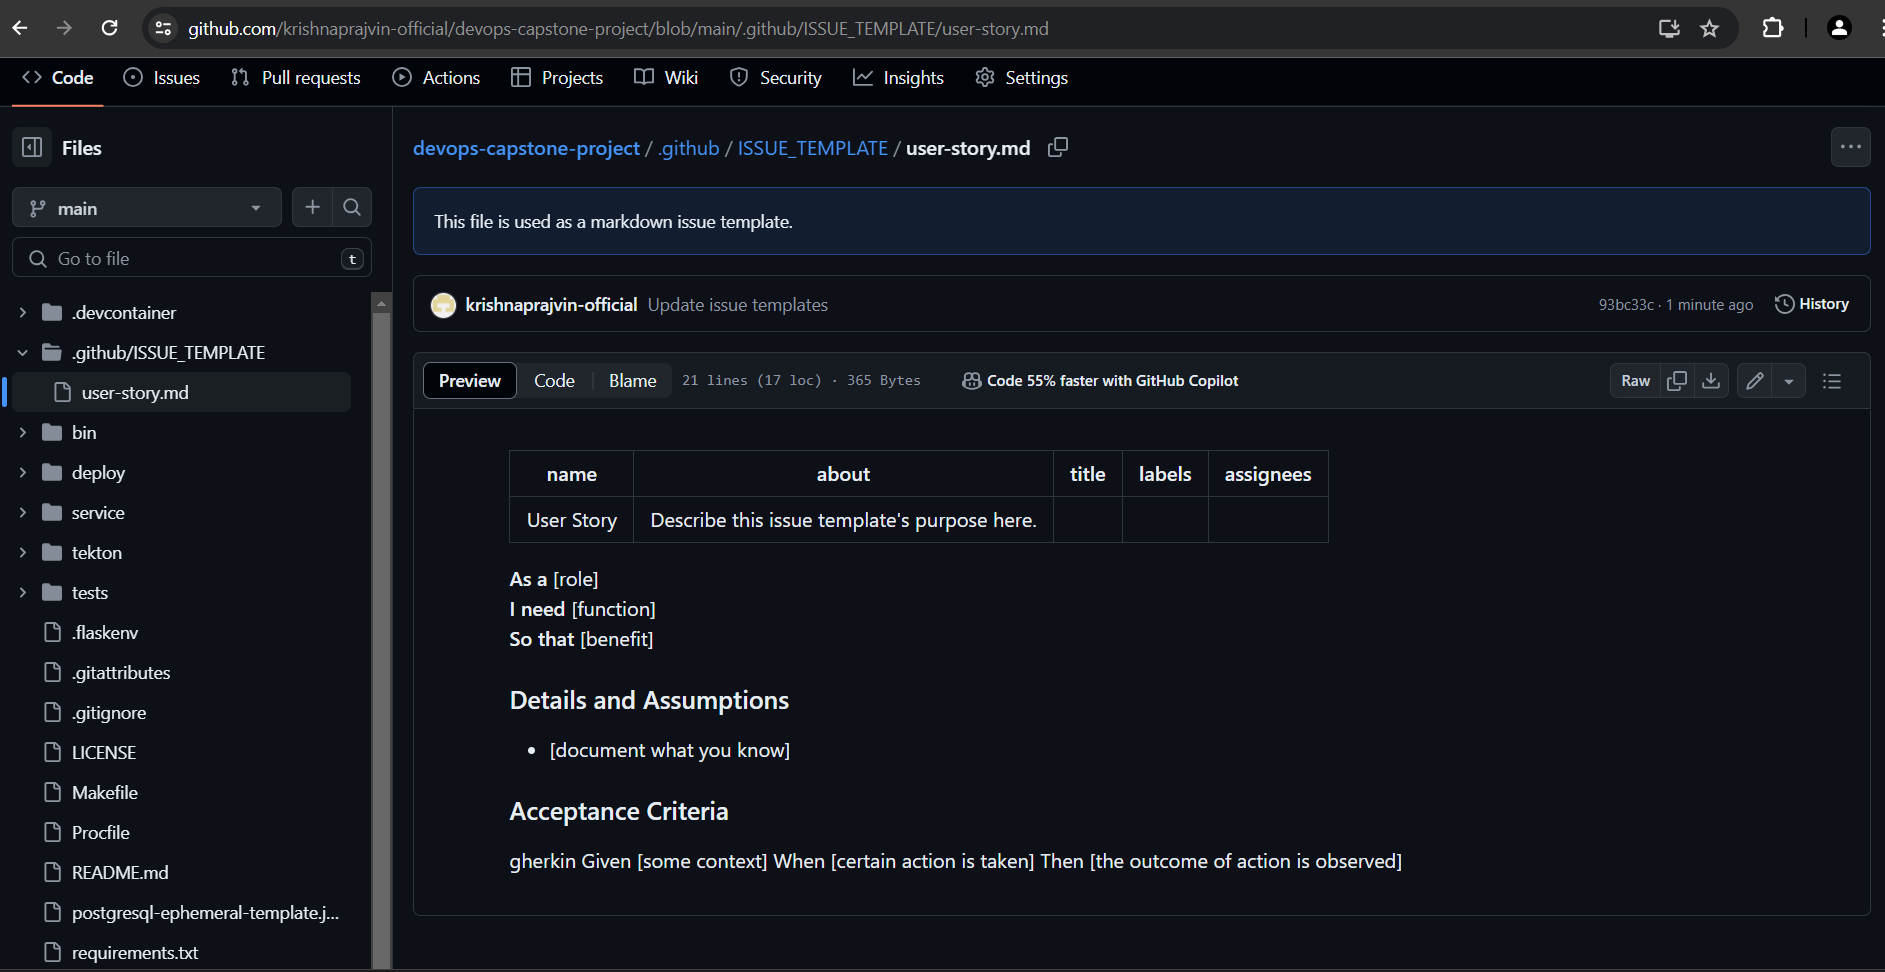 github.com/krishnaprajvin-official/devops-capstone-project/blob/main/.github/ISSUE_TEMPLATE/user-story.md
Code Issues Pull requests Actions Projects Wiki Security Insights Settings
Files
main
Go to file t
.devcontainer
.github/ISSUE_TEMPLATE
user-story.md
bin
deploy
service
tekton
tests
.flaskenv
.gitattributes
.gitignore
LICENSE
Makefile
Procfile
README.md
postgresql-ephemeral-template.j...
requirements.txt
devops-capstone-project / .github / ISSUE_TEMPLATE / user-story.md
This file is used as a markdown issue template.
krishnaprajvin-official Update issue templates 93bc33c · 1 minute ago History
Preview Code Blame 21 lines (17 loc) · 365 Bytes Code 55% faster with GitHub Copilot Raw
name about title labels assignees
User Story Describe this issue template's purpose here.
As a [role]
I need [function]
So that [benefit]
Details and Assumptions
• [document what you know]
Acceptance Criteria
gherkin Given [some context] When [certain action is taken] Then [the outcome of action is observed]